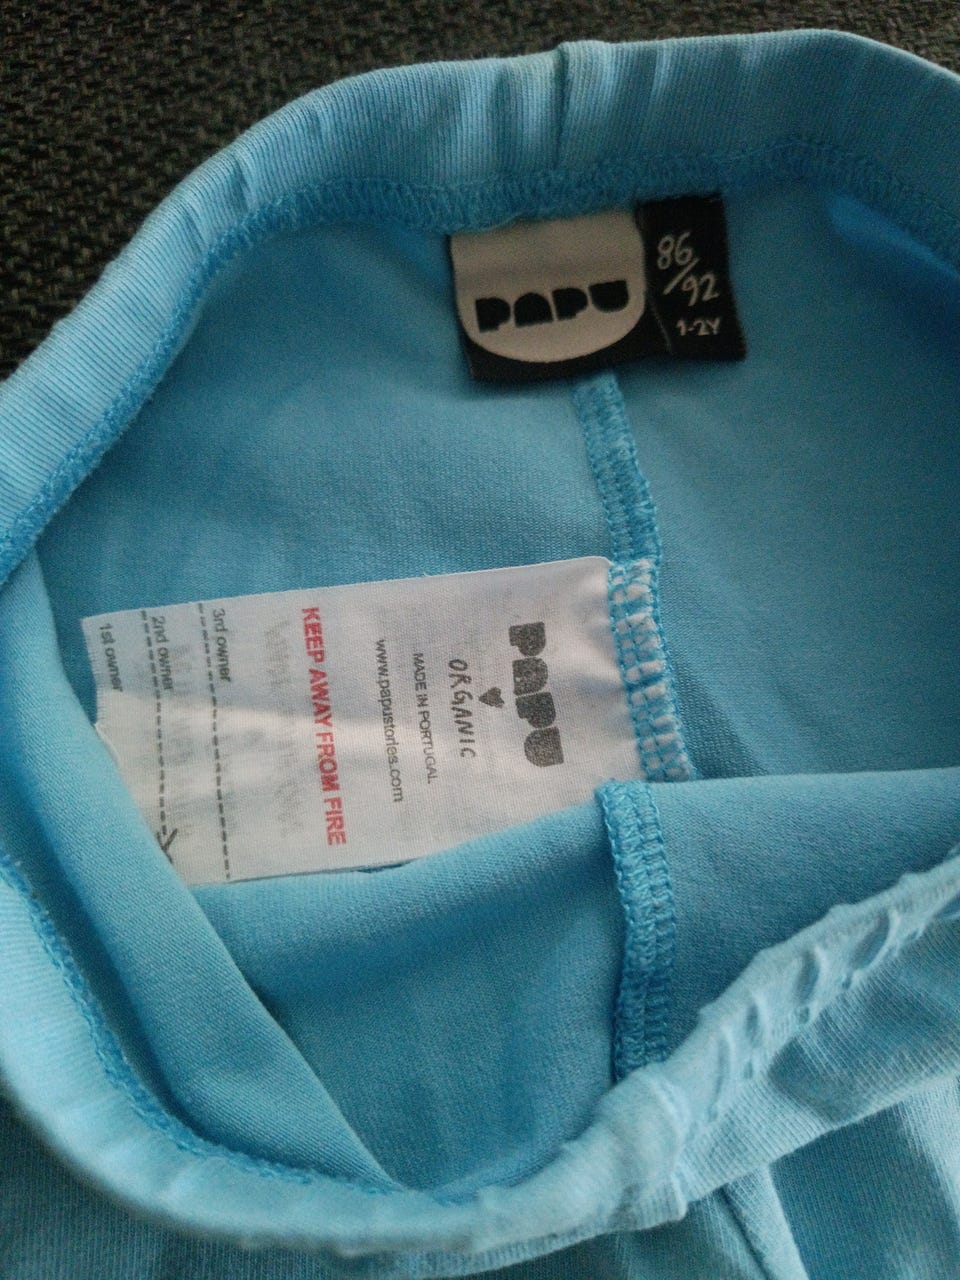 PAPU
86/92
1-2Y
PAPU
ORGANIC
MADE IN PORTUGAL
www.papustories.com
KEEP AWAY FROM FIRE
3rd owner
2nd owner
1st owner